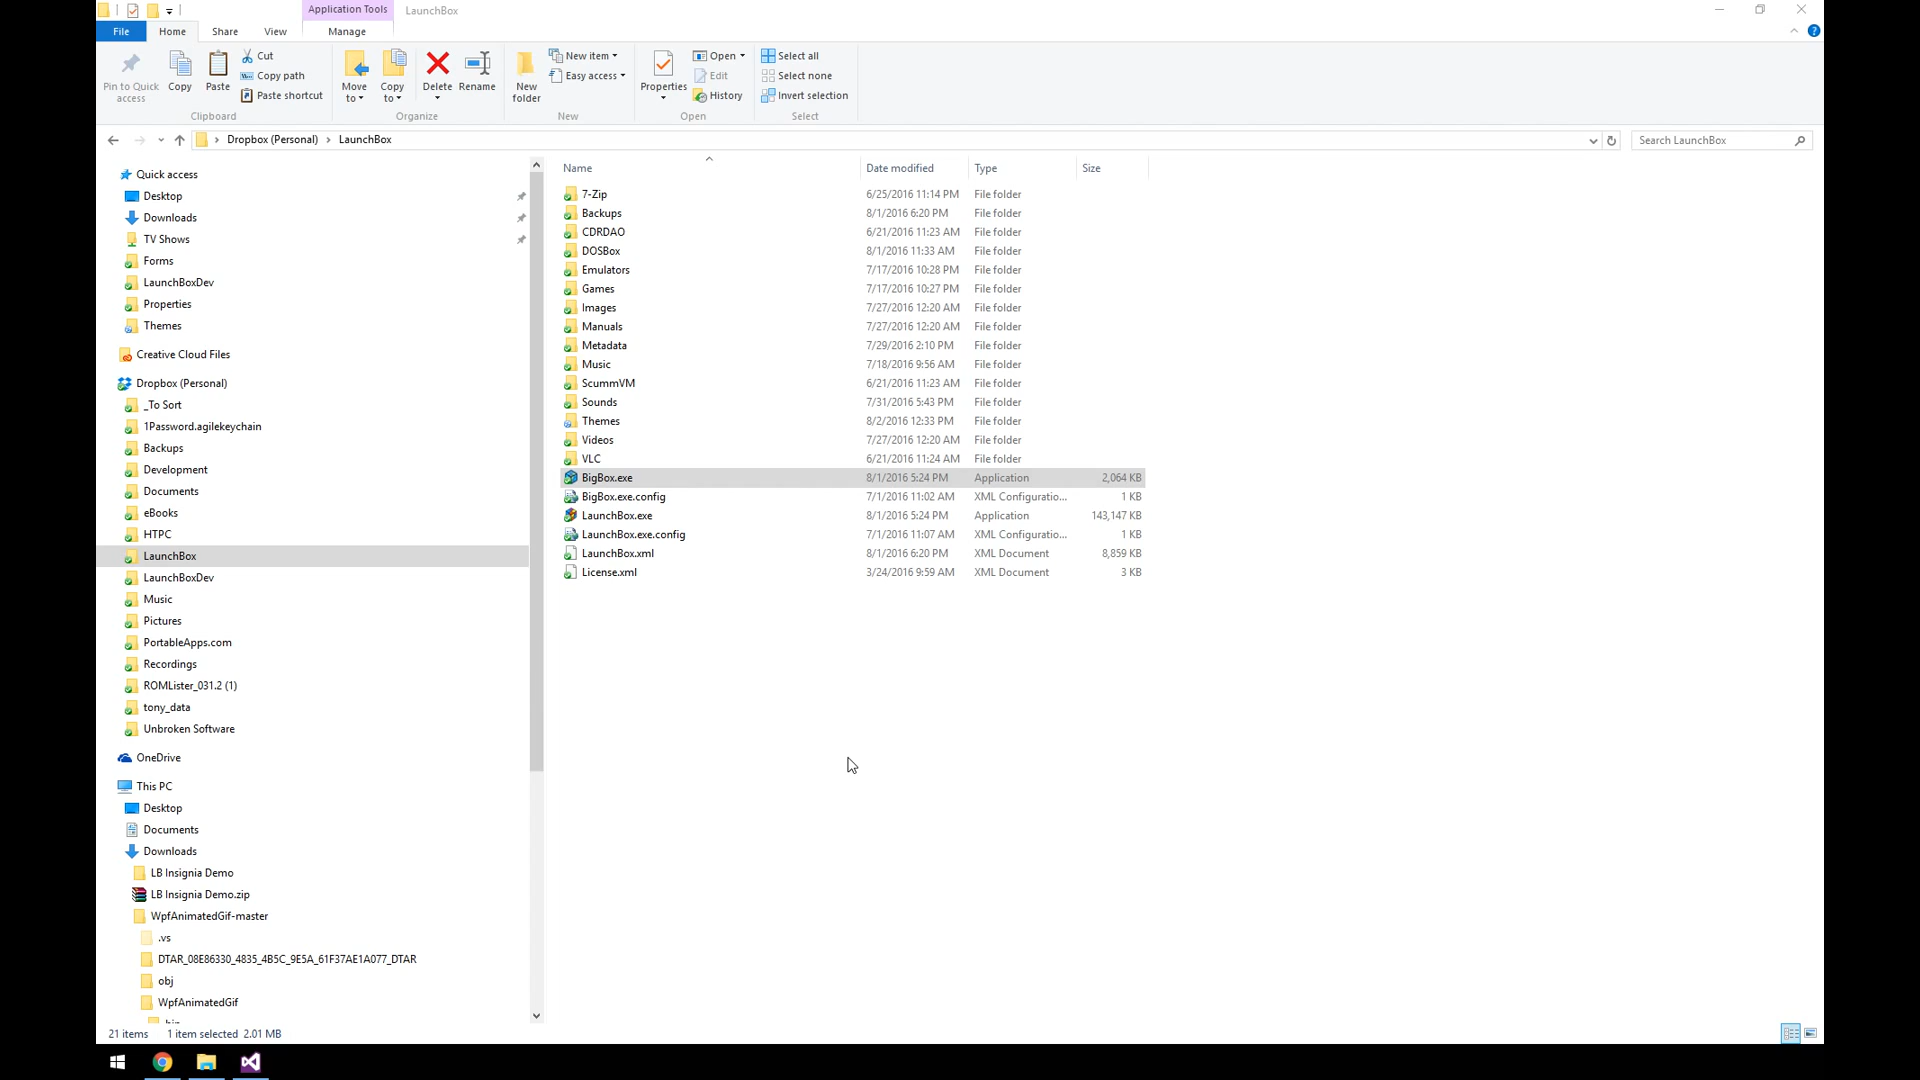 Application Tools
LaunchBox
File
Home
Share
View
Manage
Pin to Quick
access
Copy
Paste
Cut
Copy path
Paste shortcut
Clipboard
Move
to
Copy
to
Delete
Rename
Organize
New
folder
New item
Easy access
New
Properties
Open
Edit
History
Open
Select all
Select none
Invert selection
Select
Dropbox (Personal) LaunchBox
Search LaunchBox
Quick access
Desktop
Downloads
TV Shows
Forms
LaunchBoxDev
Properties
Themes
Creative Cloud Files
Dropbox (Personal)
_To Sort
1Password.agilekeychain
Backups
Development
Documents
eBooks
HTPC
LaunchBox
LaunchBoxDev
Music
Pictures
PortableApps.com
Recordings
ROMLister_031.2 (1)
tony_data
Unbroken Software
OneDrive
This PC
Desktop
Documents
Downloads
LB Insignia Demo
LB Insignia Demo.zip
WpfAnimatedGif-master
.vs
DTAR_08E86330_4835_4B5C_9E5A_61F37AE1A077_DTAR
obj
WpfAnimatedGif
Name Date modified Type Size
7-Zip 6/25/2016 11:14 PM File folder
Backups 8/1/2016 6:20 PM File folder
CDRDAO 6/21/2016 11:23 AM File folder
DOSBox 8/1/2016 11:33 AM File folder
Emulators 7/17/2016 10:28 PM File folder
Games 7/17/2016 10:27 PM File folder
Images 7/27/2016 12:20 AM File folder
Manuals 7/27/2016 12:20 AM File folder
Metadata 7/29/2016 2:10 PM File folder
Music 7/18/2016 9:56 AM File folder
ScummVM 6/21/2016 11:23 AM File folder
Sounds 7/31/2016 5:43 PM File folder
Themes 8/2/2016 12:33 PM File folder
Videos 7/27/2016 12:20 AM File folder
VLC 6/21/2016 11:24 AM File folder
BigBox.exe 8/1/2016 5:24 PM Application 2,064 KB
BigBox.exe.config 7/1/2016 11:02 AM XML Configuratio... 1 KB
LaunchBox.exe 8/1/2016 5:24 PM Application 143,147 KB
LaunchBox.exe.config 7/1/2016 11:07 AM XML Configuratio... 1 KB
LaunchBox.xml 8/1/2016 6:20 PM XML Document 8,859 KB
License.xml 3/24/2016 9:59 AM XML Document 3 KB
21 items 1 item selected 2.01 MB